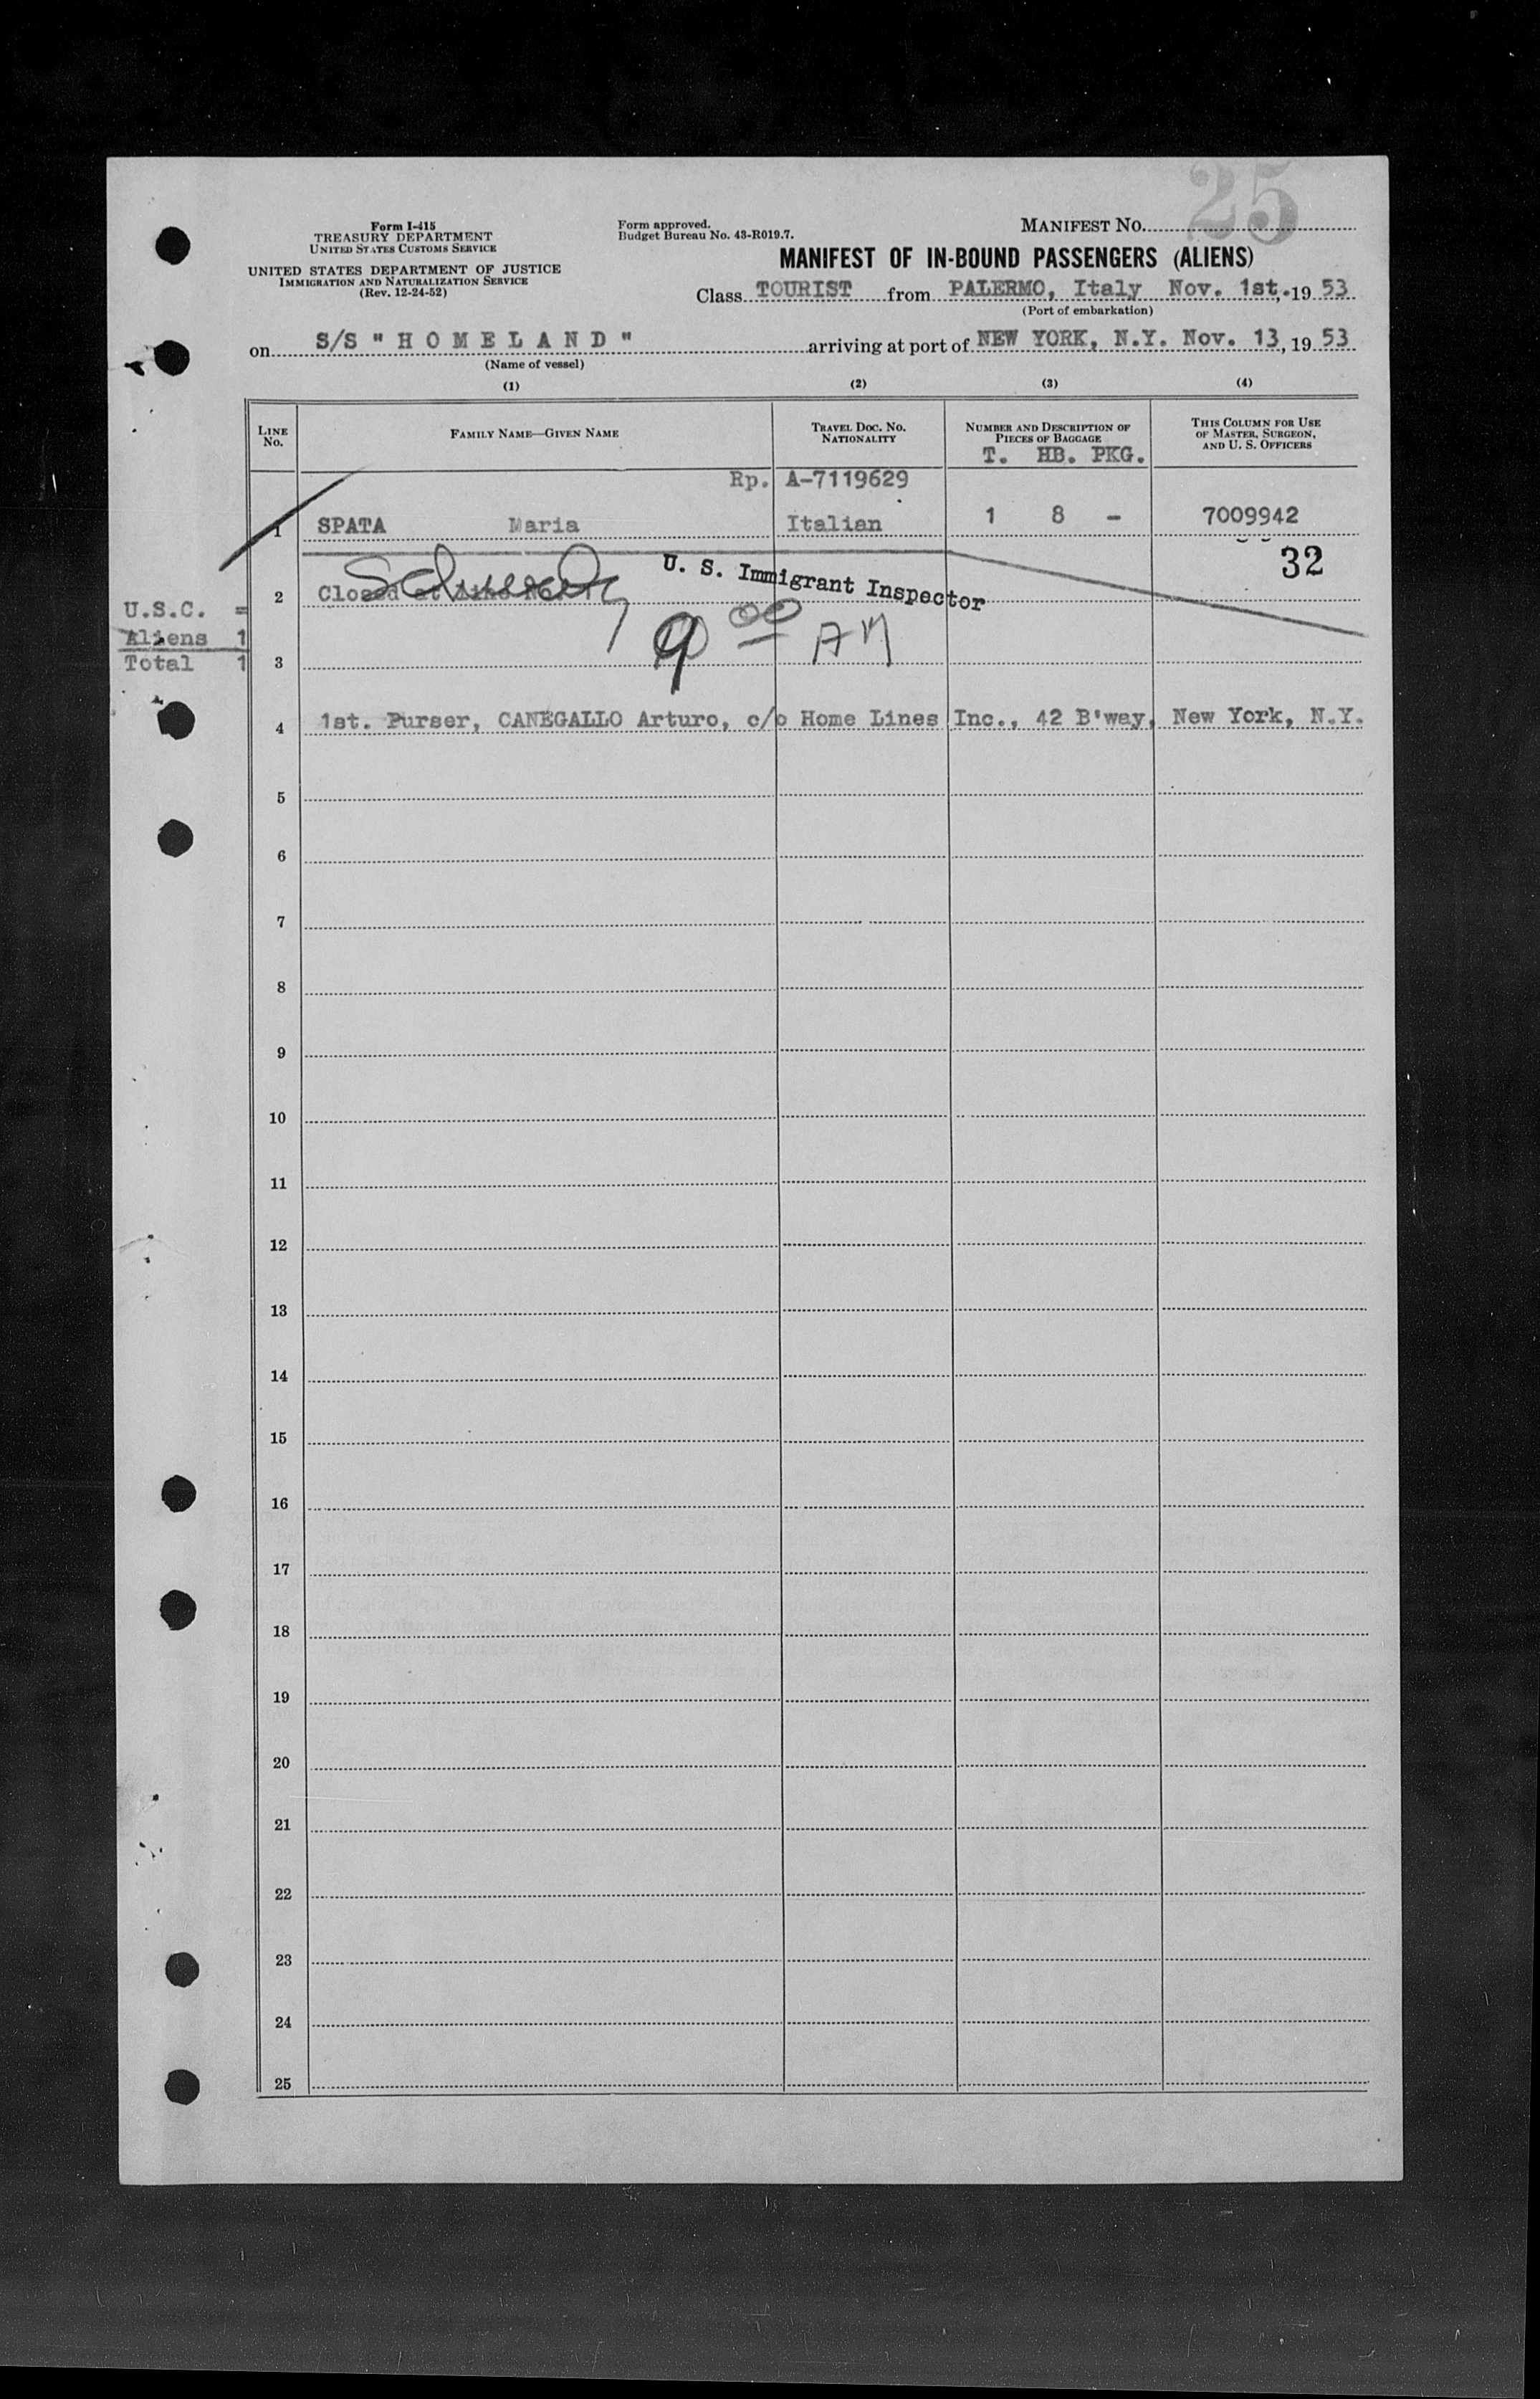 25
Form I-415
TREASURY DEPARTMENT
UNITED STATES CUSTOMS SERVICE
UNITED STATES DEPARTMENT OF JUSTICE
IMMIGRATION AND NATURALIZATION SERVICE
(Rev. 12-24-52)
Form approved.
Budget Bureau No. 43-R019.7.
MANIFEST No.
MANIFEST OF IN-BOUND PASSENGERS (ALIENS)
Class TOURIST from PALERMO, Italy Nov. 1st, 19 53
(Port of embarkation)
on S/S "HOMELAND" arriving at port of NEW YORK, N.Y. Nov. 13, 19 53
(Name of vessel)
(1) (2) (3) (4)
LINE No. FAMILY NAME—GIVEN NAME TRAVEL DOC. NO. NATIONALITY NUMBER AND DESCRIPTION OF PIECES OF BAGGAGE THIS COLUMN FOR USE OF MASTER, SURGEON, AND U. S. OFFICERS
T. HB. PKG.
Rp. A-7119629
1 SPATA Maria Italian 1 8 - 7009942
32
U. S. Immigrant Inspector
2 Closed at
9 00 AM
U.S.C. =
Aliens 1
Total 1
3
4 1st. Purser, CANEGALLO Arturo, c/o Home Lines Inc., 42 B'way, New York, N.Y.
5
6
7
8
9
10
11
12
13
14
15
16
17
18
19
20
21
22
23
24
25